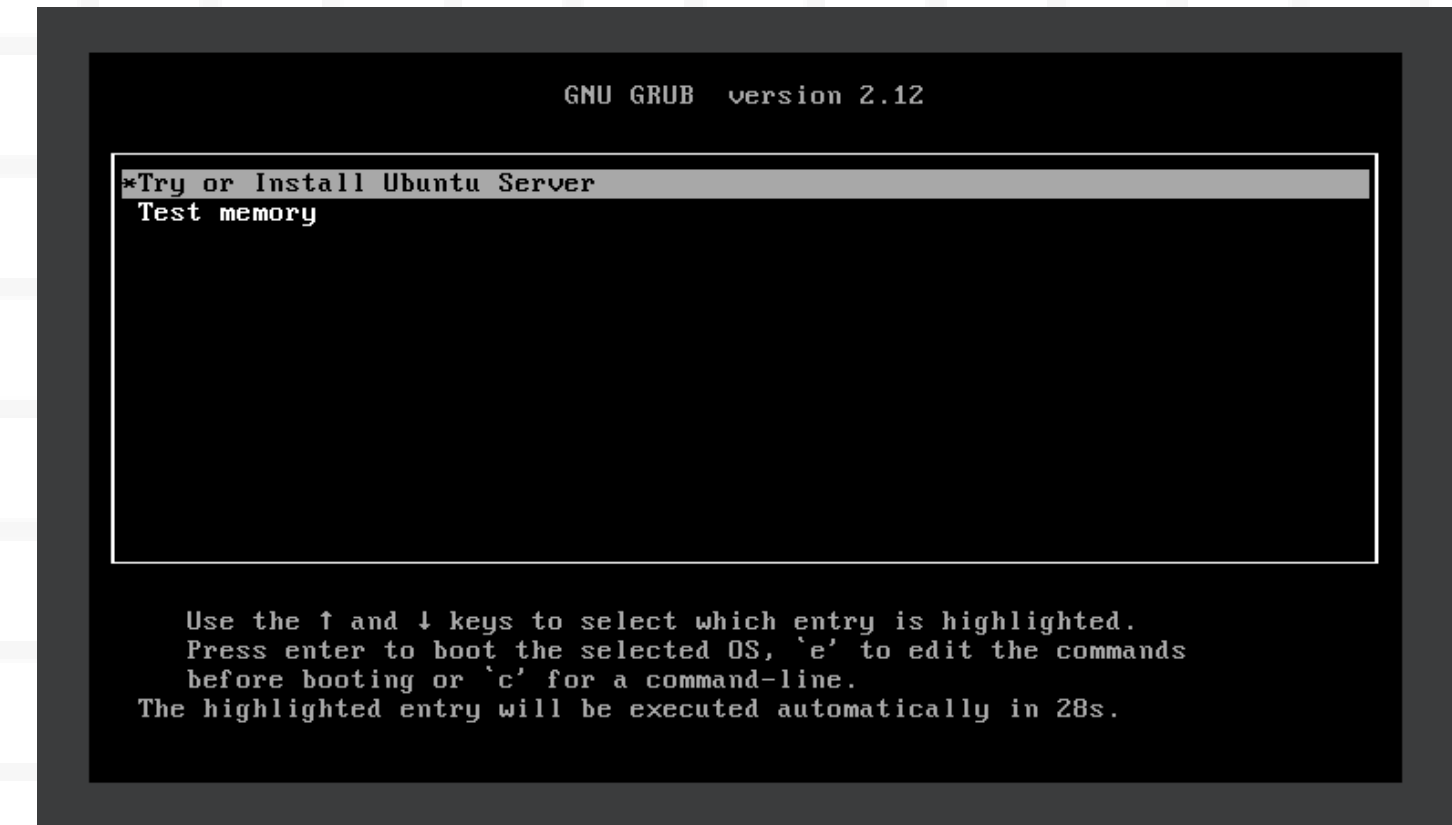 GNU GRUB  version 2.12
*Try or Install Ubuntu Server
Test memory
Use the ↑ and ↓ keys to select which entry is highlighted.
Press enter to boot the selected OS, `e' to edit the commands
before booting or `c' for a command-line.
The highlighted entry will be executed automatically in 28s.